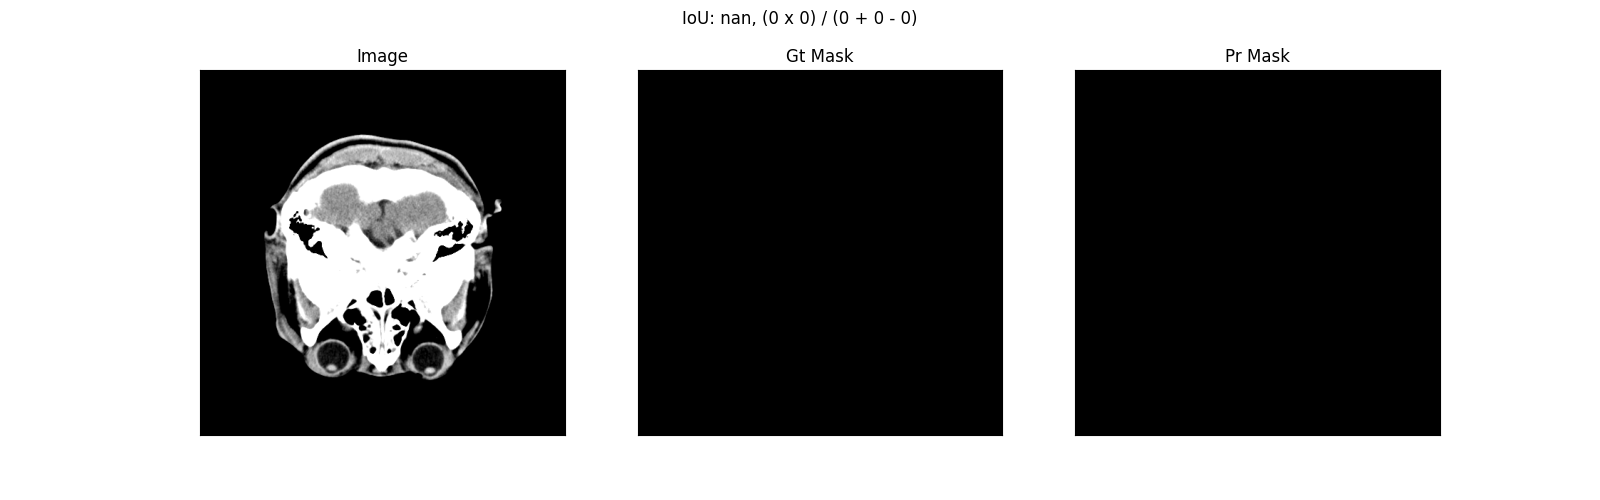 IoU: nan, (0 x 0) / (0 + 0 - 0)
Image
Gt Mask
Pr Mask